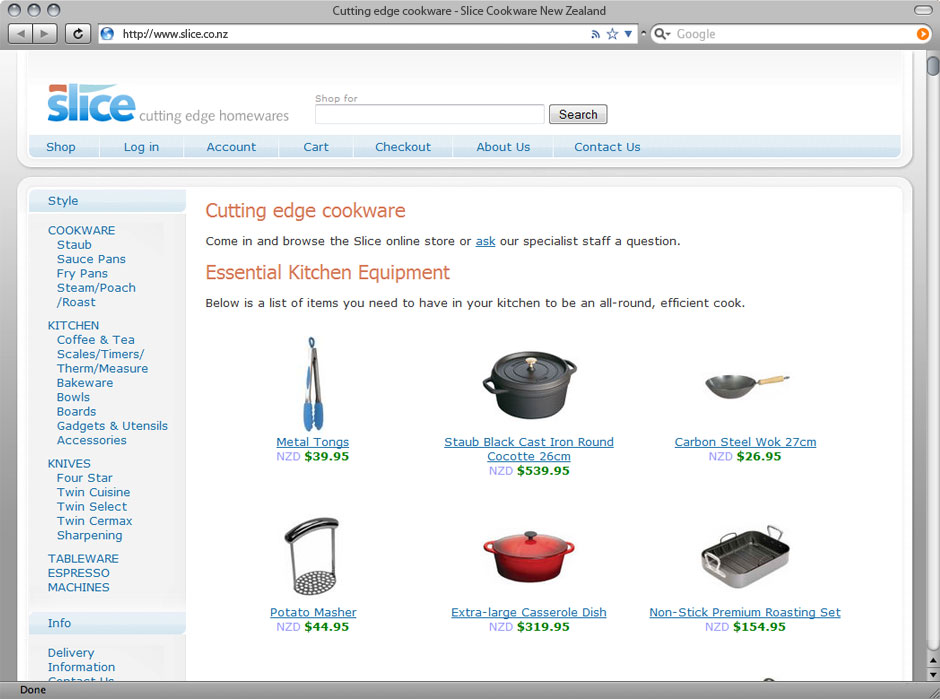 Cutting edge cookware - Slice Cookware New Zealand
http://www.slice.co.nz
Google
slice cutting edge homewares
Shop for
Search
Shop Log in Account Cart Checkout About Us Contact Us
Style
COOKWARE
Staub
Sauce Pans
Fry Pans
Steam/Poach
/Roast
KITCHEN
Coffee & Tea
Scales/Timers/
Therm/Measure
Bakeware
Bowls
Boards
Gadgets & Utensils
Accessories
KNIVES
Four Star
Twin Cuisine
Twin Select
Twin Cermax
Sharpening
TABLEWARE
ESPRESSO
MACHINES
Info
Delivery
Information
Contact Us
Cutting edge cookware
Come in and browse the Slice online store or ask our specialist staff a question.
Essential Kitchen Equipment
Below is a list of items you need to have in your kitchen to be an all-round, efficient cook.
Metal Tongs
NZD $39.95
Staub Black Cast Iron Round
Cocotte 26cm
NZD $539.95
Carbon Steel Wok 27cm
NZD $26.95
Potato Masher
NZD $44.95
Extra-large Casserole Dish
NZD $319.95
Non-Stick Premium Roasting Set
NZD $154.95
Done